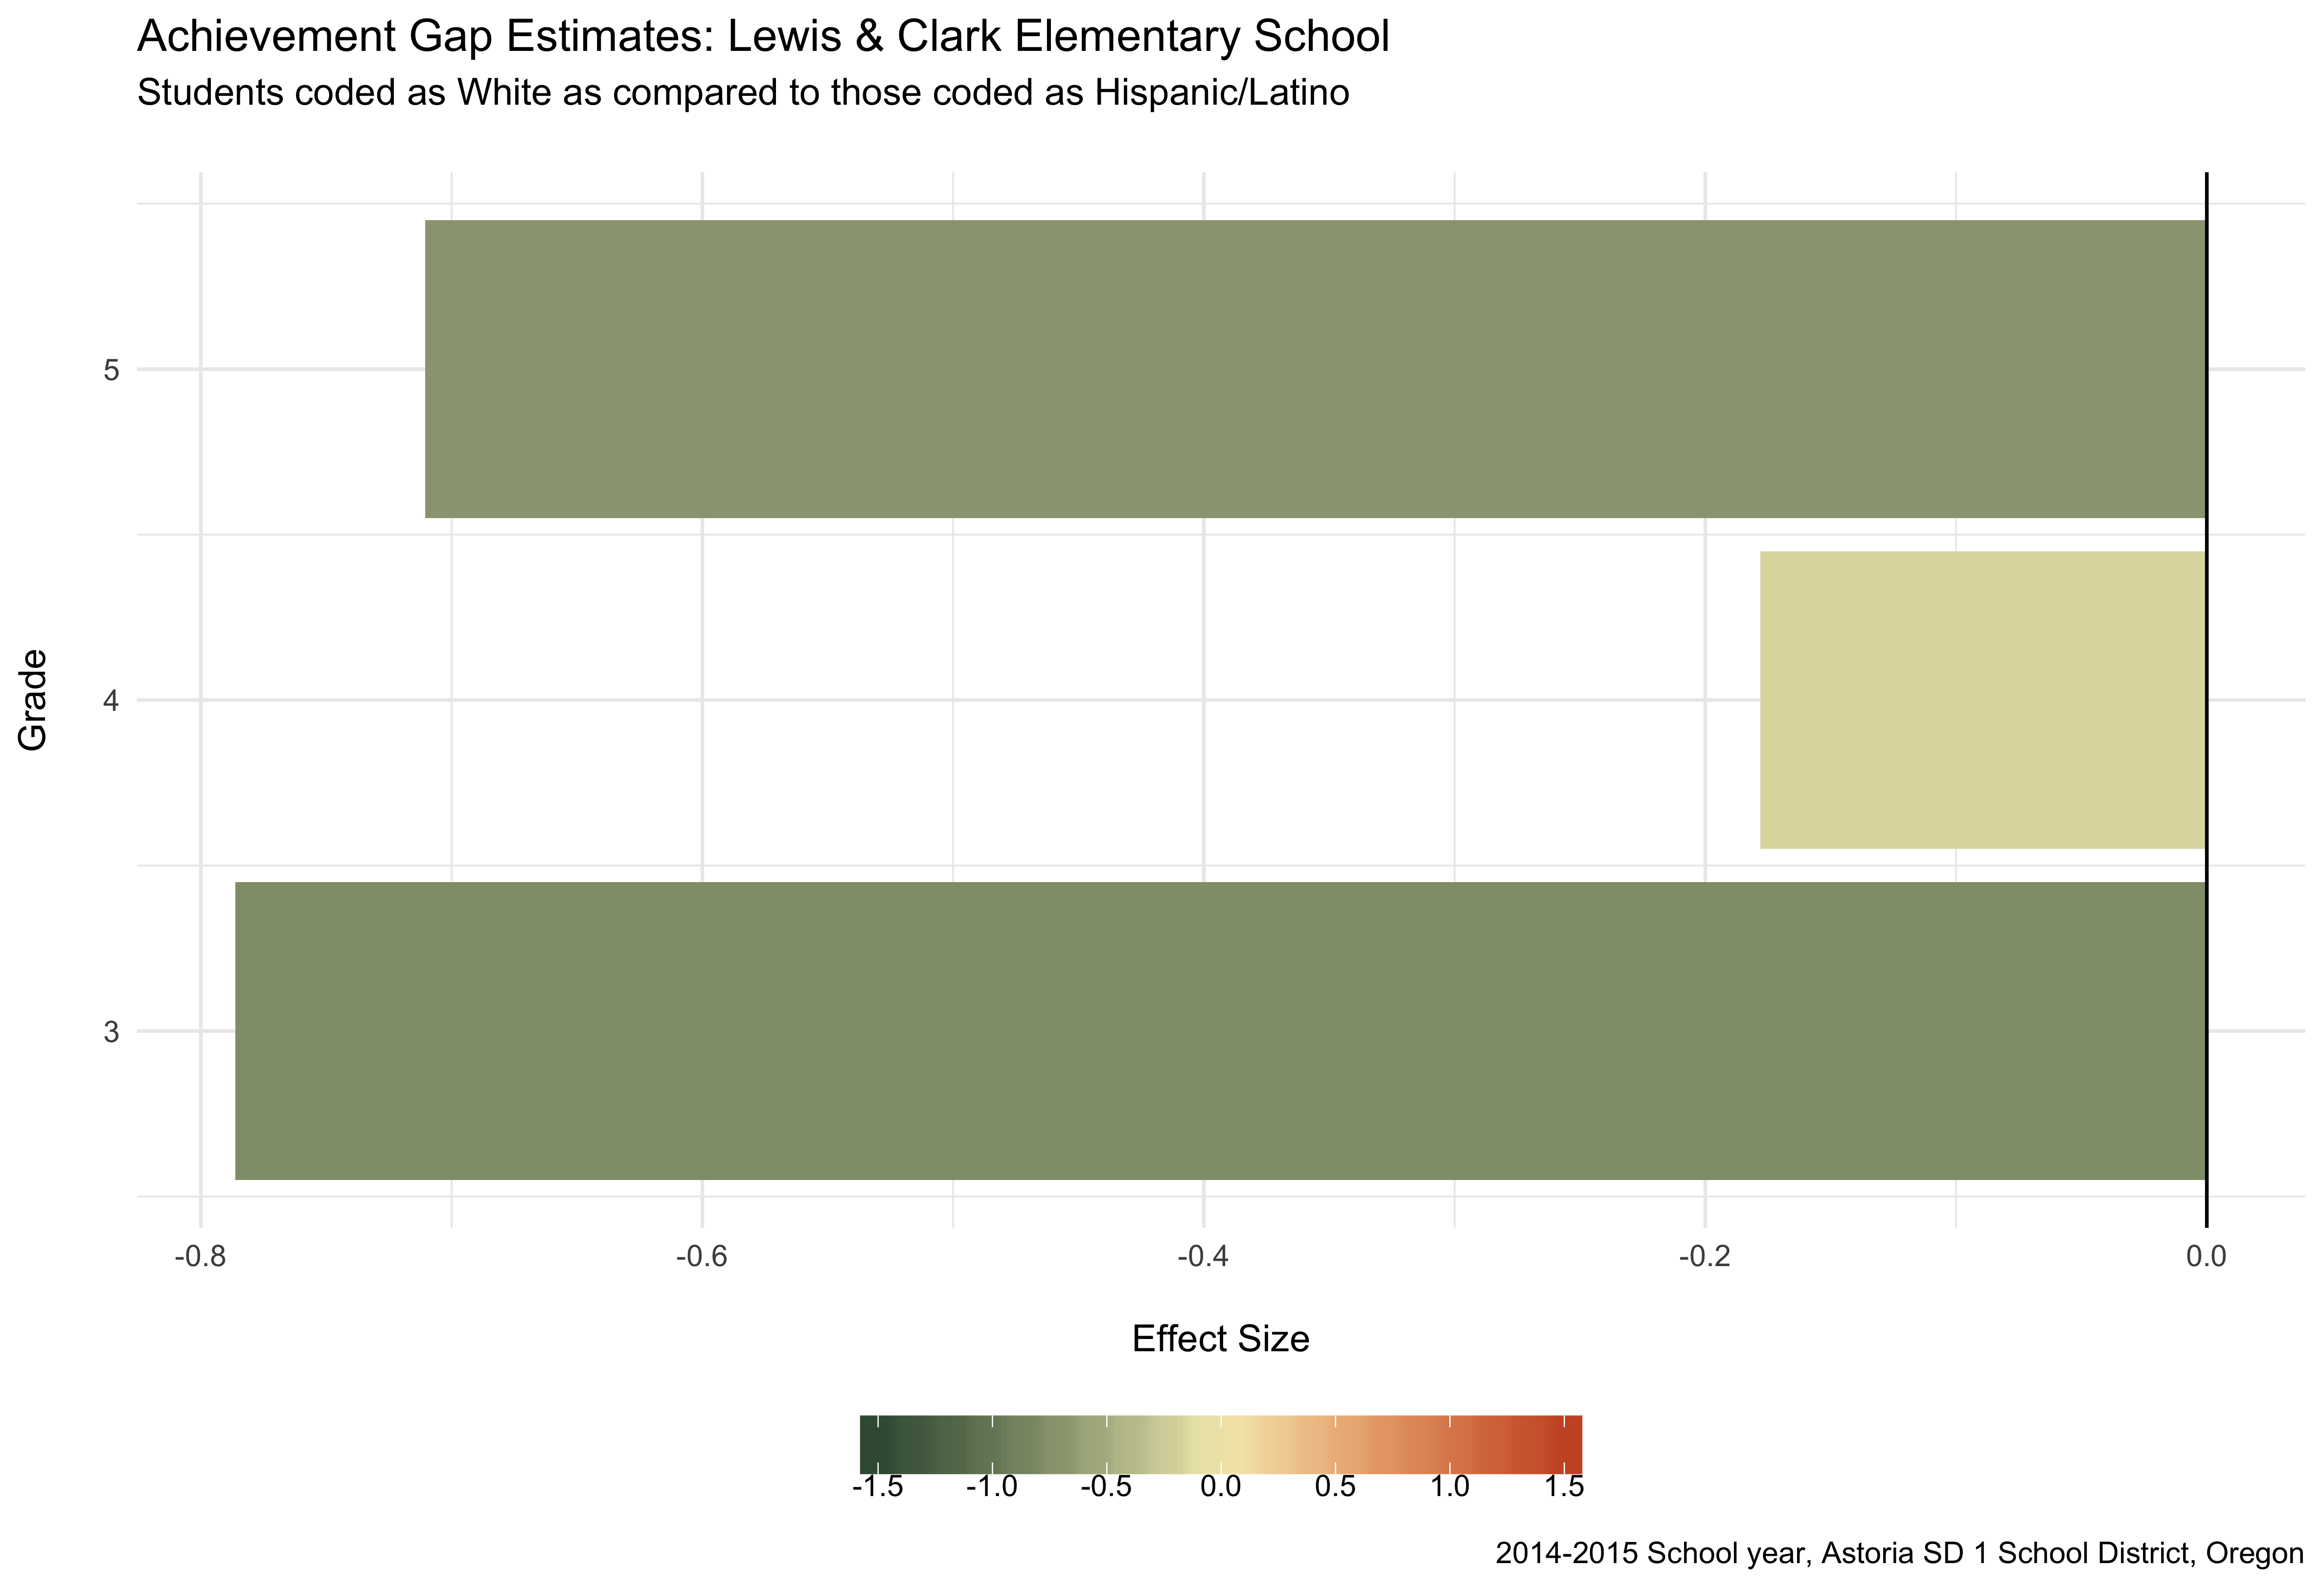 Achievement Gap Estimates: Lewis & Clark Elementary School
Students coded as White as compared to those coded as Hispanic/Latino
Grade
5
4
3
-0.8 -0.6 -0.4 -0.2 0.0
Effect Size
-1.5 -1.0 -0.5 0.0 0.5 1.0 1.5
2014-2015 School year, Astoria SD 1 School District, Oregon